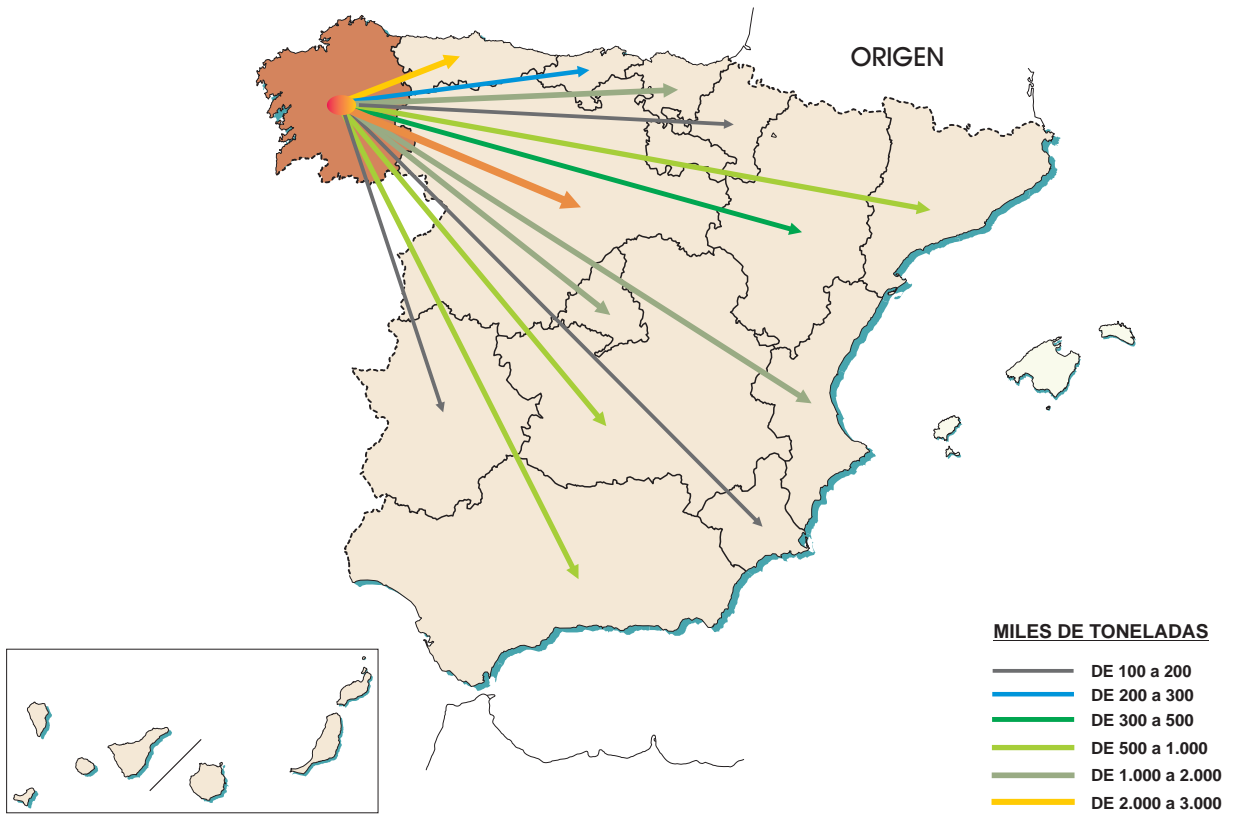 ORIGEN
MILES DE TONELADAS
DE 100 a 200
DE 200 a 300
DE 300 a 500
DE 500 a 1.000
DE 1.000 a 2.000
DE 2.000 a 3.000